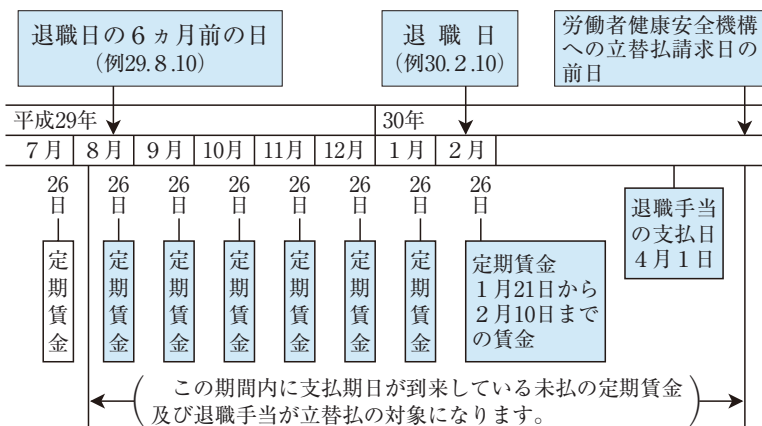 退職日の６ヵ月前の日
(例29.８.10)
退職日
(例30.２.10)
労働者健康安全機構
への立替払請求日の
前日
平成29年
30年
７月
８月
９月
10月
11月
12月
１月
２月
26日
26日
26日
26日
26日
26日
26日
26日
定期賃金
定期賃金
定期賃金
定期賃金
定期賃金
定期賃金
定期賃金
定期賃金
１月21日から
２月10日まで
の賃金
退職手当
の支払日
４月１日
この期間内に支払期日が到来している未払の定期賃金
及び退職手当が立替払の対象になります。